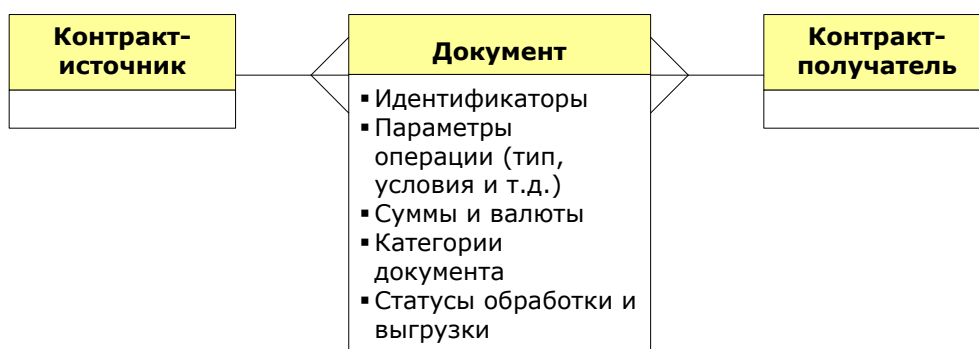 Контракт-
источник
Документ
▪ Идентификаторы
▪ Параметры
операции (тип,
условия и т.д.)
▪ Суммы и валюты
▪ Категории
документа
▪ Статусы обработки и
выгрузки
Контракт-
получатель